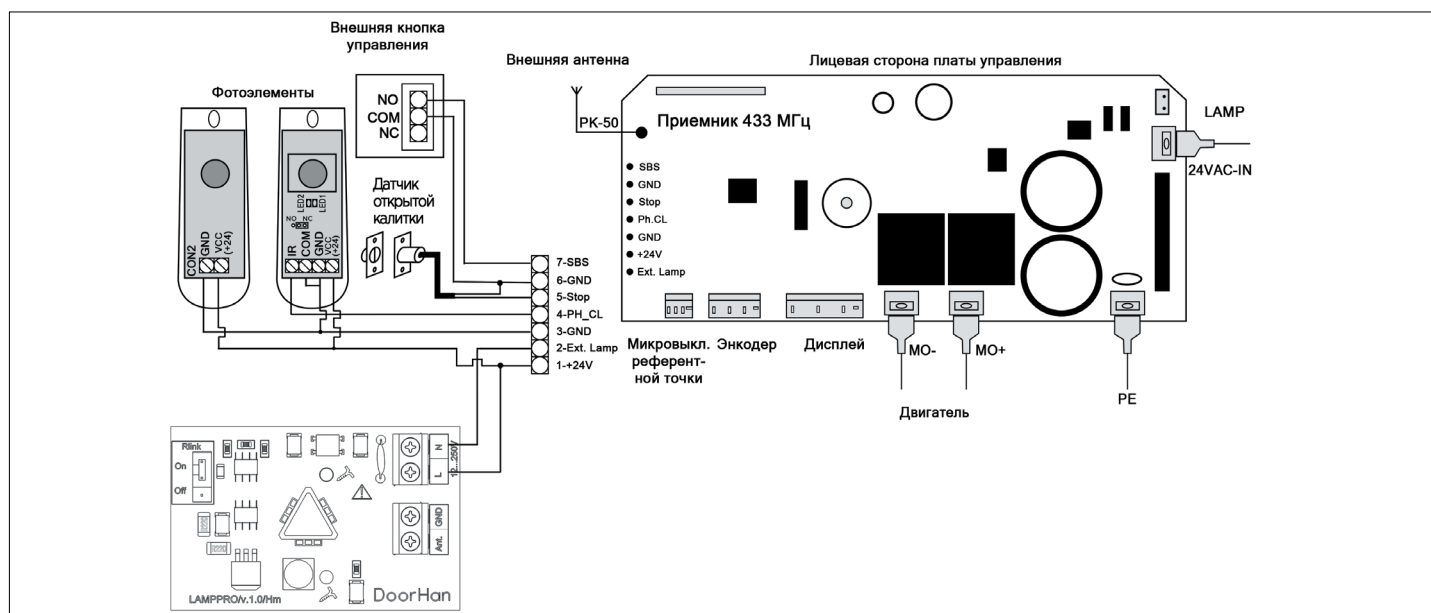 Внешняя кнопка
управления
NO
COM
NC
Фотоэлементы
CON2
GND
VCC
(+24)
LED2
LED1
NO
NC
IR
COM
GND
VCC
(+24)
Датчик
открытой
калитки
7-SBS
6-GND
5-Stop
4-PH_CL
3-GND
2-Ext. Lamp
1-+24V
Внешняя антенна
PK-50
Лицевая сторона платы управления
Приемник 433 МГц
SBS
GND
Stop
Ph.CL
GND
+24V
Ext. Lamp
LAMP
24VAC-IN
Микровыкл.
референт-
ной точки
Энкодер
Дисплей
MO-
MO+
Двигатель
PE
Rlink
On
Off
N
L
12...250V
GND
Ant.
LAMPPRO/v.1.0/Hm
DoorHan